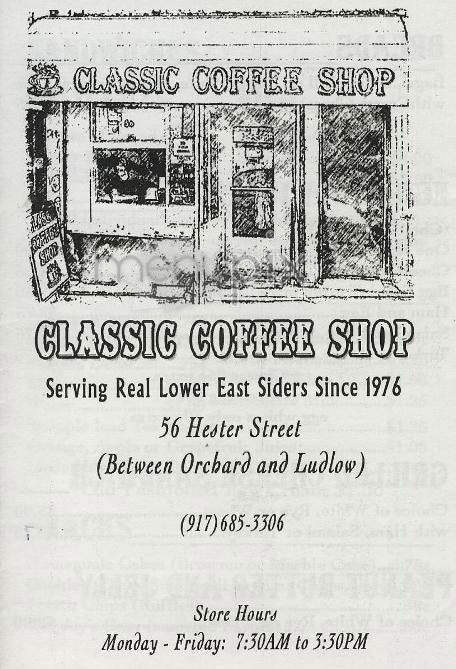 CLASSIC COFFEE SHOP
menupix
CLASSIC COFFEE SHOP
Serving Real Lower East Siders Since 1976
56 Hester Street
(Between Orchard and Ludlow)
(917)685-3306
Store Hours
Monday - Friday: 7:30AM to 3:30PM